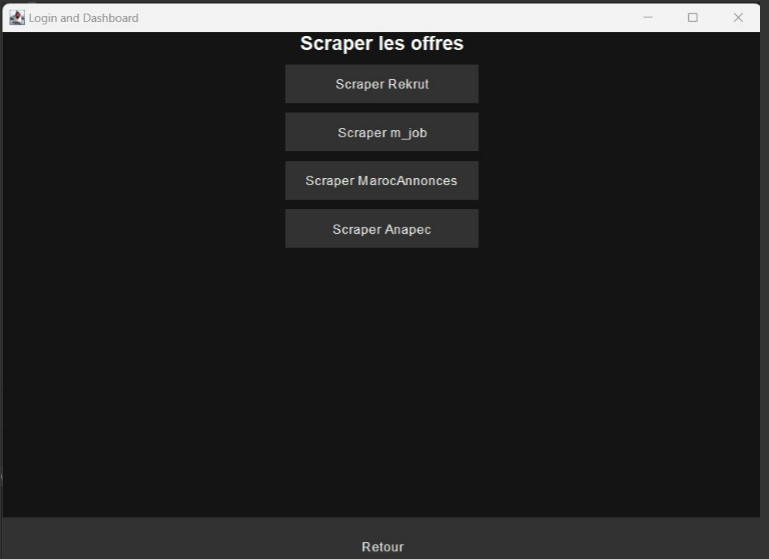 Login and Dashboard
Scraper les offres
Scraper Rekrut
Scraper m_job
Scraper MarocAnnonces
Scraper Anapec
Retour